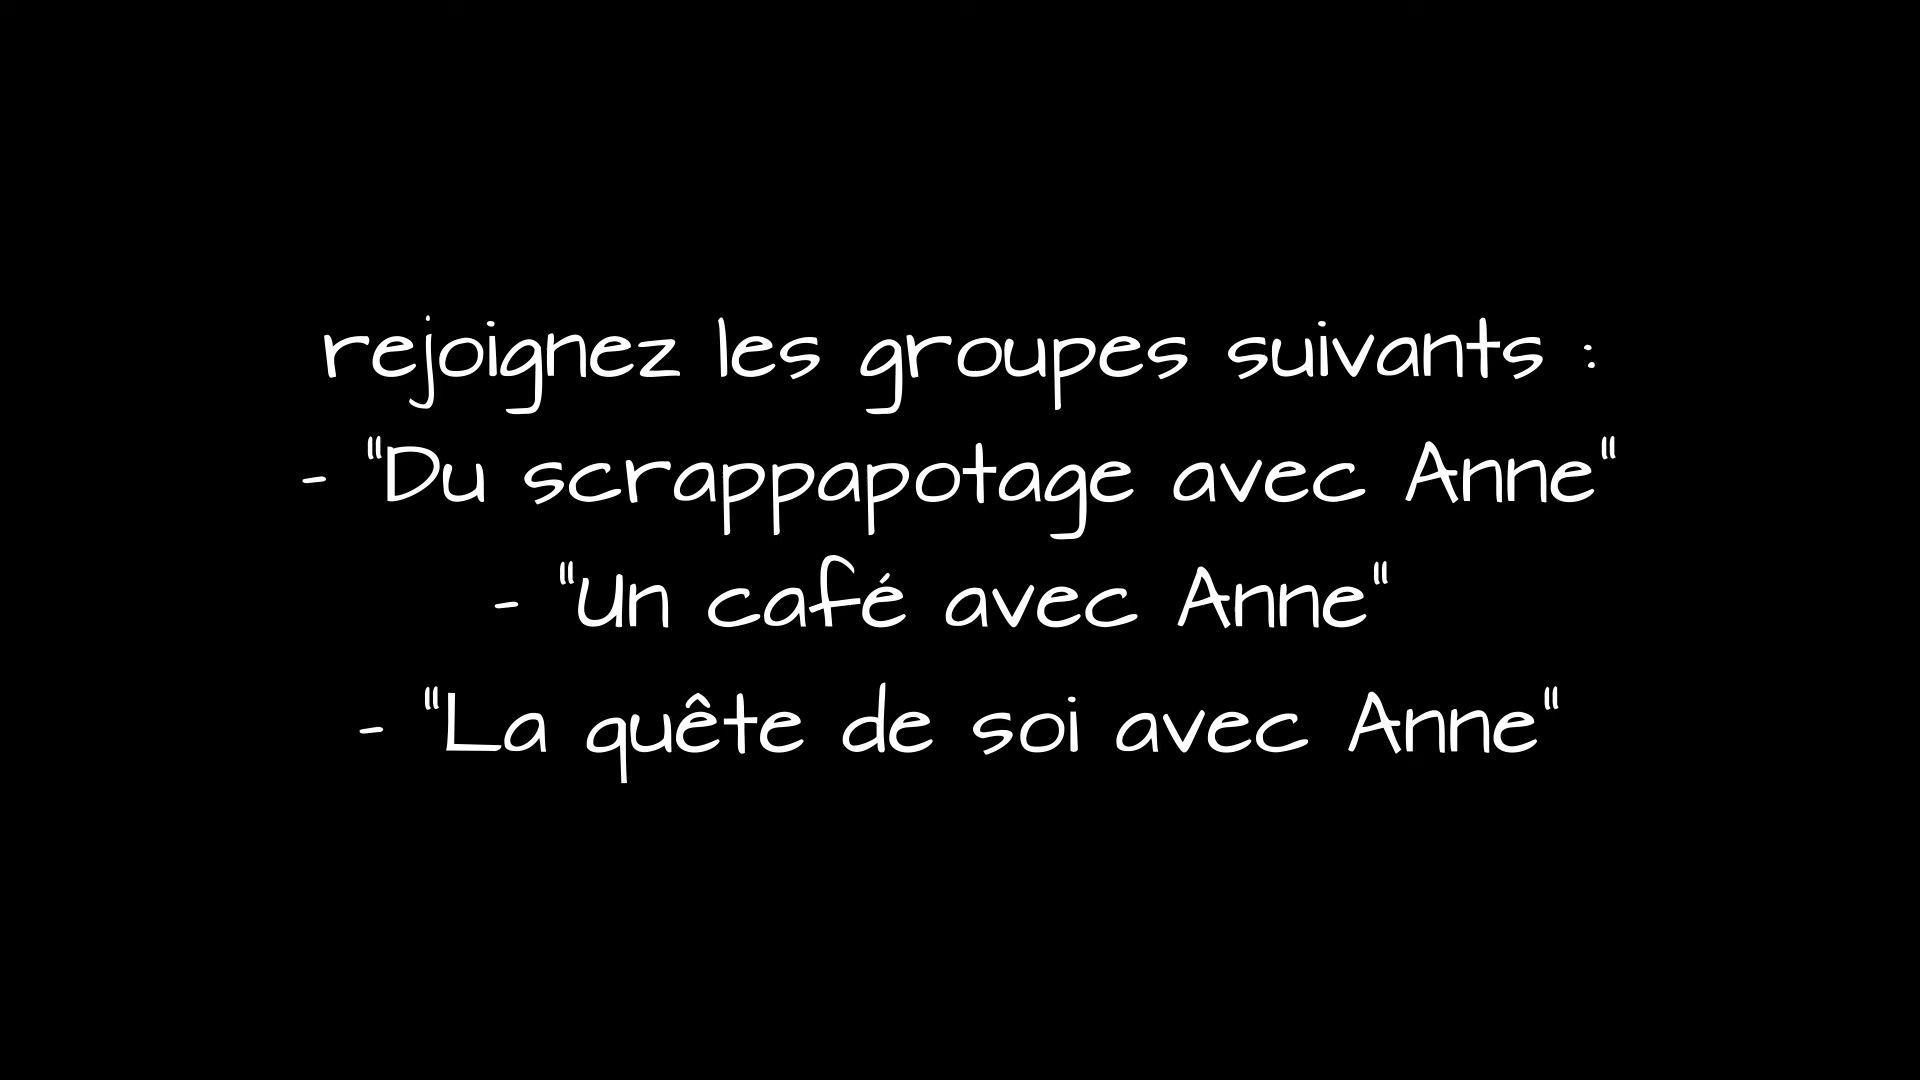 rejoignez les groupes suivants :
- "Du scrappapotage avec Anne"
- "Un café avec Anne"
- "La quête de soi avec Anne"